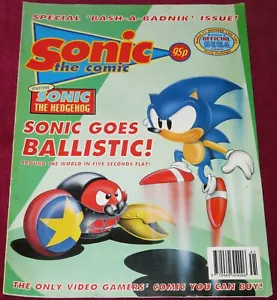 SPECIAL 'BASH-A-BADNIK' ISSUE!
Sonic
the comic
95p
OFFICIAL
SEGA
STARRING
SONIC
THE HEDGEHOG
SONIC GOES
BALLISTIC!
AROUND THE WORLD IN FIVE SECONDS FLAT!
THE ONLY VIDEO GAMERS' COMIC YOU CAN BUY!